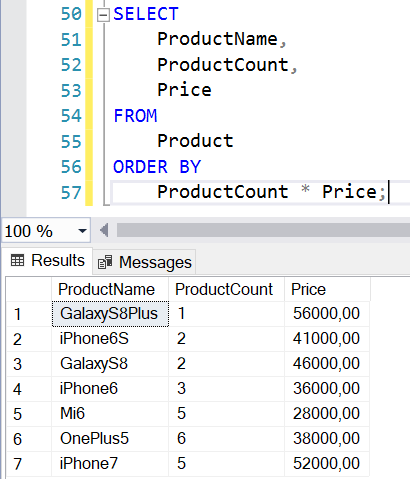 50 SELECT
51 ProductName,
52 ProductCount,
53 Price
54 FROM
55 Product
56 ORDER BY
57 ProductCount * Price;
100 %
Results Messages
ProductName ProductCount Price
1 GalaxyS8Plus 1 56000,00
2 iPhone6S 2 41000,00
3 GalaxyS8 2 46000,00
4 iPhone6 3 36000,00
5 Mi6 5 28000,00
6 OnePlus5 6 38000,00
7 iPhone7 5 52000,00